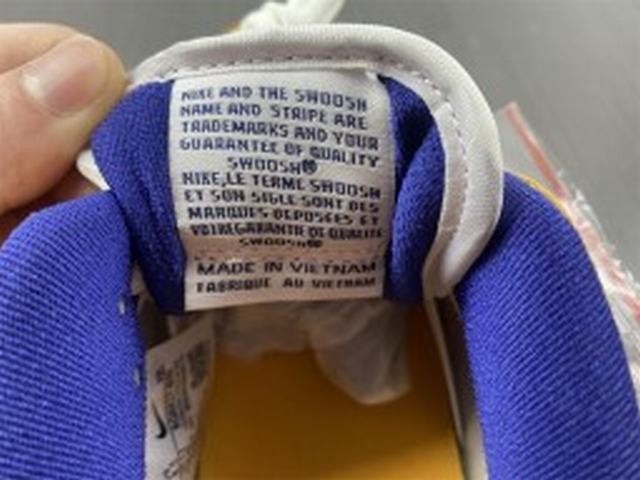 NIKE AND THE SWOOSH
NAME AND STRIPE ARE
TRADEMARKS AND YOUR
GUARANTEE OF QUALITY
SWOOSH®
NIKE, LE TERME SWOOSH
ET SON SIGLE SONT DES
MARQUES DEPOSEES ET
VOTRE GARANTIE DE QUALITE
SWOOSH®
MADE IN VIETNAM
FABRIQUE AU VIETNAM